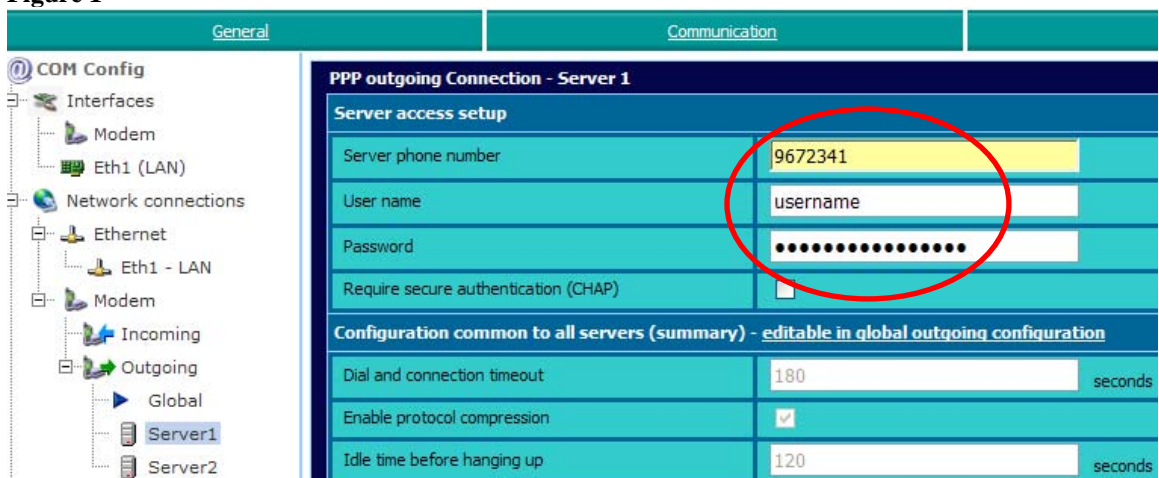 General
Communication
COM Config
Interfaces
Modem
Eth1 (LAN)
Network connections
Ethernet
Eth1 - LAN
Modem
Incoming
Outgoing
Global
Server1
Server2
PPP outgoing Connection - Server 1
Server access setup
Server phone number 9672341
User name username
Password ●●●●●●●●●●●●●●●●
Require secure authentication (CHAP)
Configuration common to all servers (summary) - editable in global outgoing configuration
Dial and connection timeout 180 seconds
Enable protocol compression
Idle time before hanging up 120 seconds